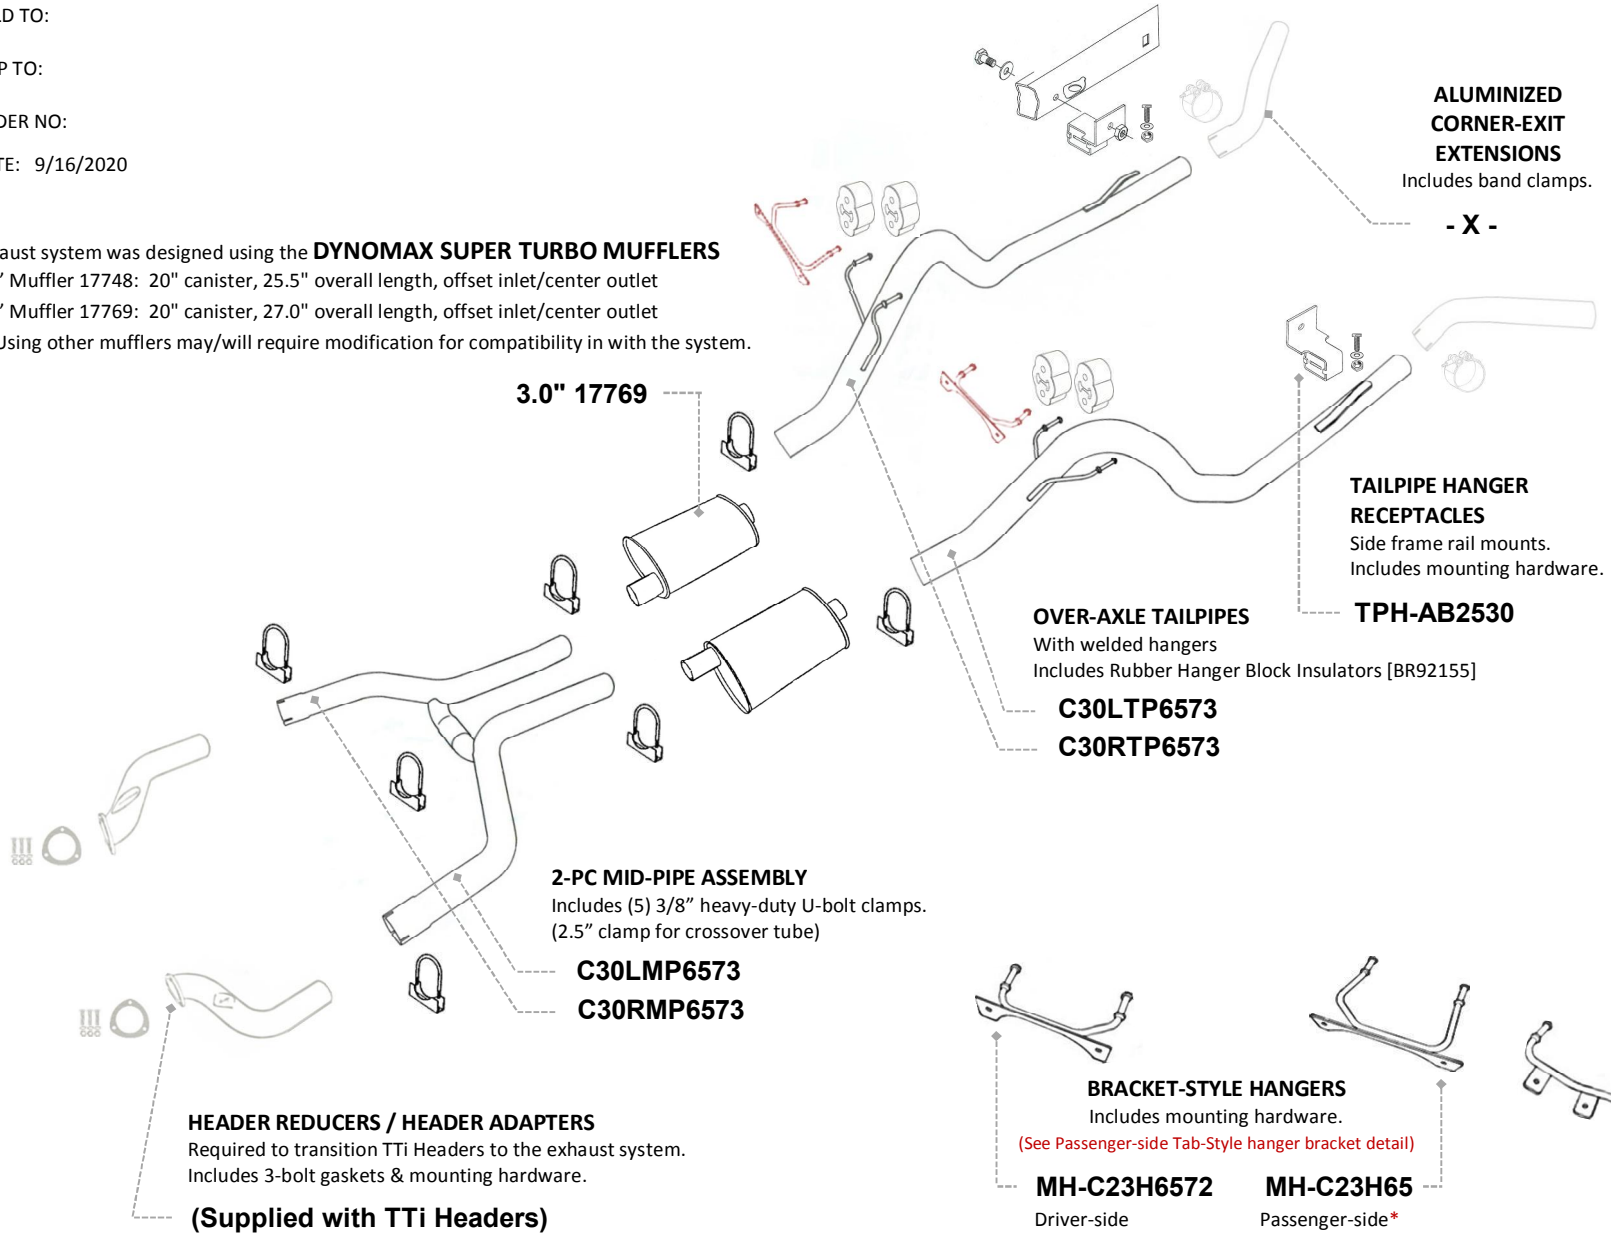 D TO:
P TO:
DER NO:
TE: 9/16/2020
aust system was designed using the DYNOMAX SUPER TURBO MUFFLERS
" Muffler 17748: 20" canister, 25.5" overall length, offset inlet/center outlet
" Muffler 17769: 20" canister, 27.0" overall length, offset inlet/center outlet
Using other mufflers may/will require modification for compatibility in with the system.
3.0" 17769
ALUMINIZED
CORNER-EXIT
EXTENSIONS
Includes band clamps.
- X -
TAILPIPE HANGER
RECEPTACLES
Side frame rail mounts.
Includes mounting hardware.
TPH-AB2530
OVER-AXLE TAILPIPES
With welded hangers
Includes Rubber Hanger Block Insulators [BR92155]
C30LTP6573
C30RTP6573
2-PC MID-PIPE ASSEMBLY
Includes (5) 3/8” heavy-duty U-bolt clamps.
(2.5” clamp for crossover tube)
C30LMP6573
C30RMP6573
HEADER REDUCERS / HEADER ADAPTERS
Required to transition TTi Headers to the exhaust system.
Includes 3-bolt gaskets & mounting hardware.
(Supplied with TTi Headers)
BRACKET-STYLE HANGERS
Includes mounting hardware.
(See Passenger-side Tab-Style hanger bracket detail)
MH-C23H6572
Driver-side
MH-C23H65
Passenger-side*